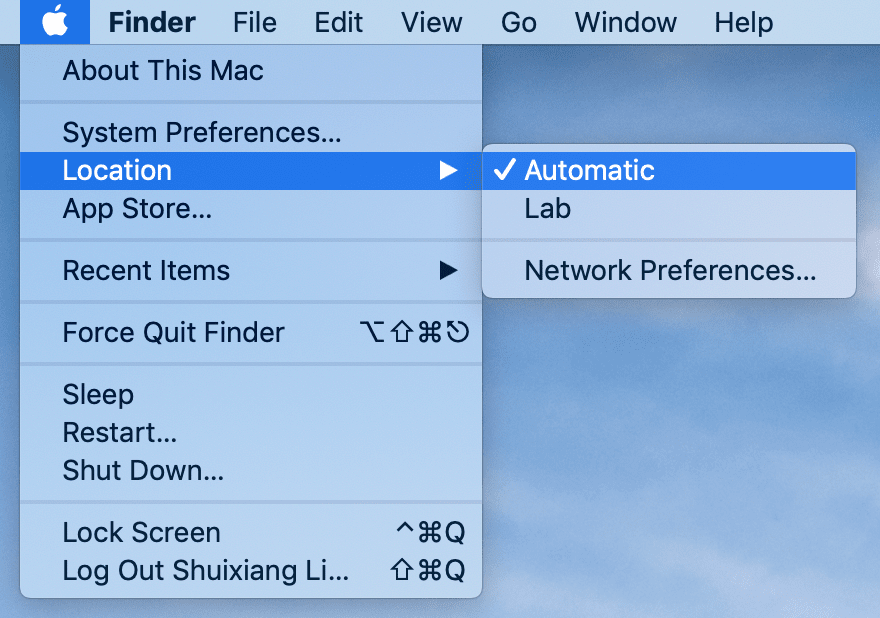 Finder File Edit View Go Window Help
About This Mac
System Preferences...
Location ▶
✓ Automatic
Lab
Network Preferences...
App Store...
Recent Items ▶
Force Quit Finder ⌥⇧⌘⎋
Sleep
Restart...
Shut Down...
Lock Screen ^⌘Q
Log Out Shuixiang Li... ⇧⌘Q